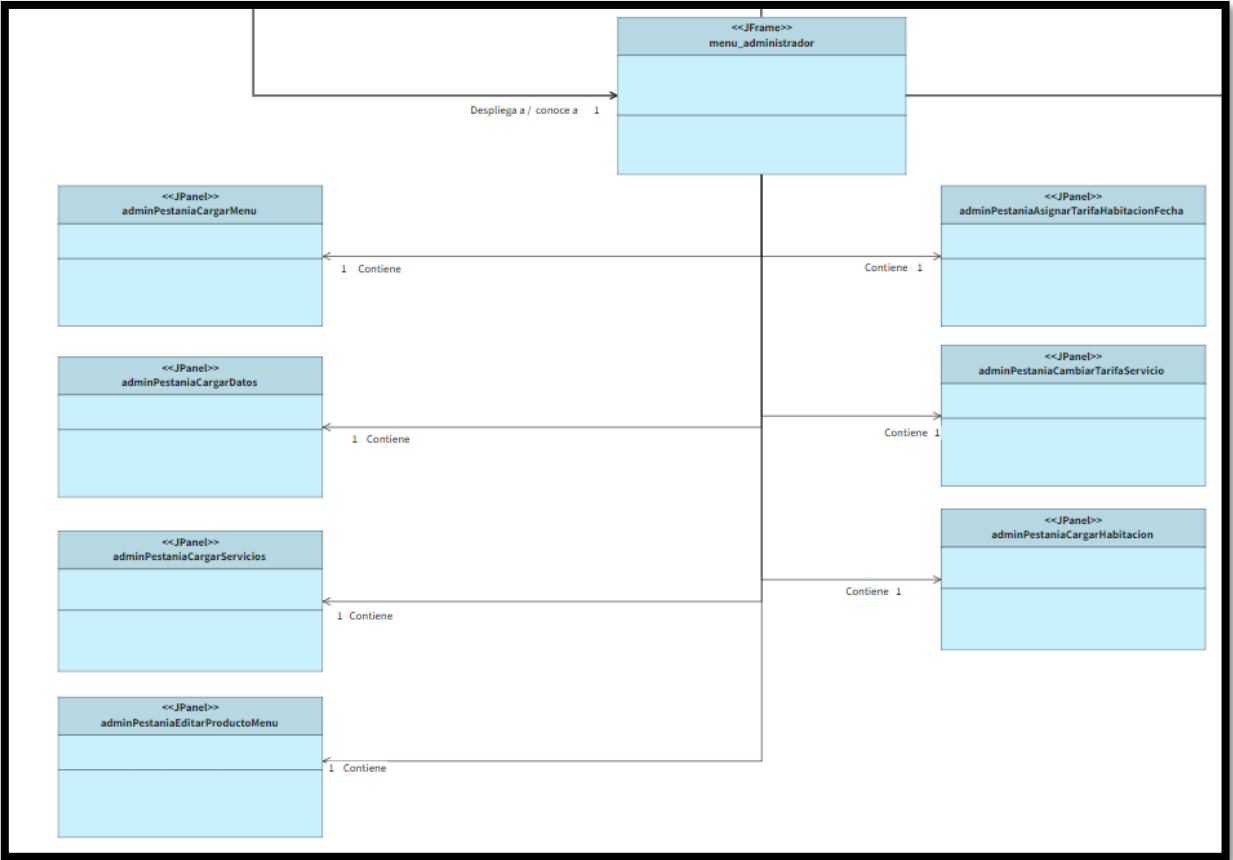 <<JFrame>>
menu_administrador
Despliega a / conoce a 1
<<JPanel>>
adminPestaniaCargarMenu
1 Contiene
<<JPanel>>
adminPestaniaAsignarTarifaHabitacionFecha
Contiene 1
<<JPanel>>
adminPestaniaCargarDatos
1 Contiene
<<JPanel>>
adminPestaniaCambiarTarifaServicio
Contiene 1
<<JPanel>>
adminPestaniaCargarServicios
1 Contiene
<<JPanel>>
adminPestaniaCargarHabitacion
Contiene 1
<<JPanel>>
adminPestaniaEditarProductoMenu
1 Contiene